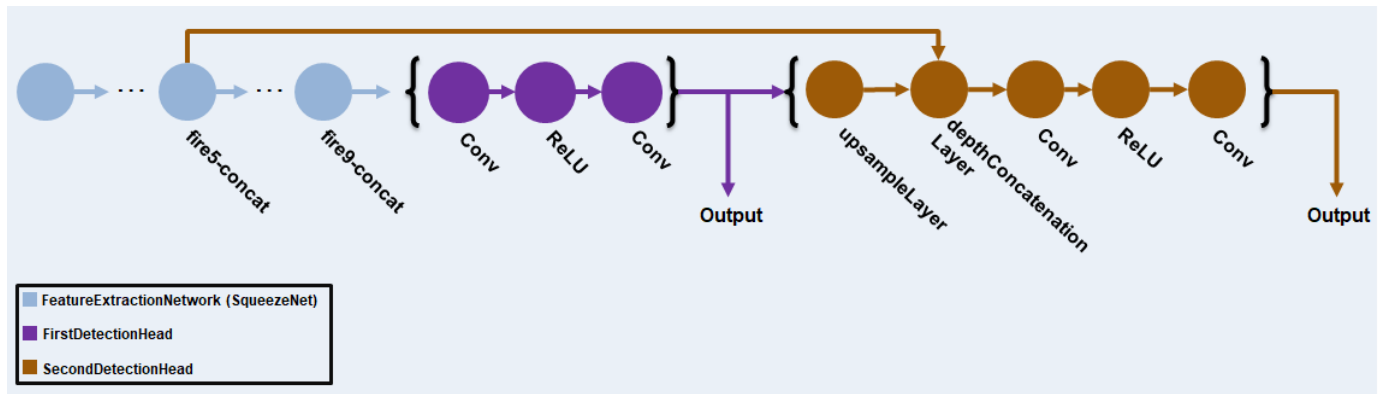 ...
...
fire5-concat
fire9-concat
Conv
ReLU
Conv
upsampleLayer
depthConcatenation
Layer
Conv
ReLU
Conv
Output
Output
FeatureExtractionNetwork (SqueezeNet)
FirstDetectionHead
SecondDetectionHead